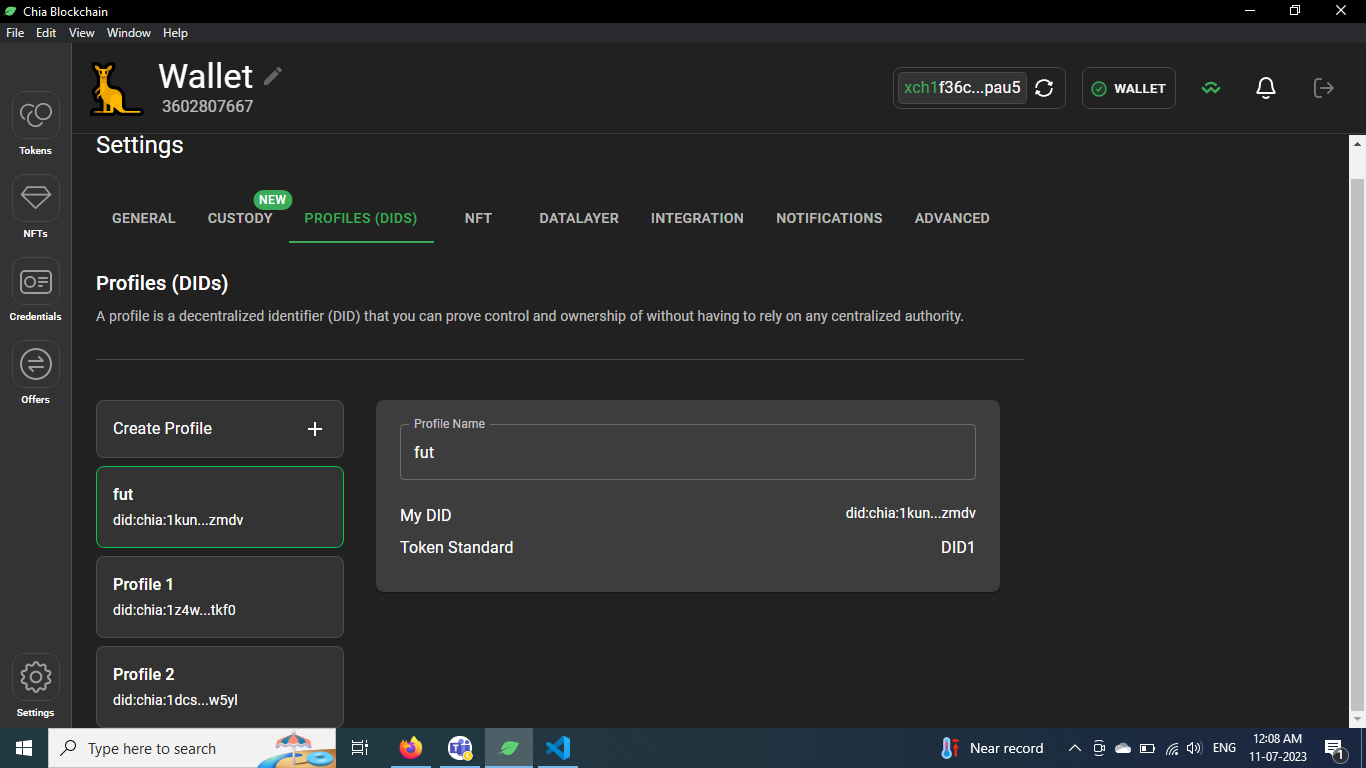 Chia Blockchain
File Edit View Window Help
Wallet
3602807667
xch1f36c...pau5
WALLET
Tokens
NFTs
Credentials
Offers
Settings
Settings
NEW
GENERAL CUSTODY PROFILES (DIDS) NFT DATALAYER INTEGRATION NOTIFICATIONS ADVANCED
Profiles (DIDs)
A profile is a decentralized identifier (DID) that you can prove control and ownership of without having to rely on any centralized authority.
Create Profile
fut
did:chia:1kun...zmdv
Profile 1
did:chia:1z4w...tkf0
Profile 2
did:chia:1dcs...w5yl
Profile Name
fut
My DID did:chia:1kun...zmdv
Token Standard DID1
Type here to search
Near record
ENG
12:08 AM
11-07-2023
1